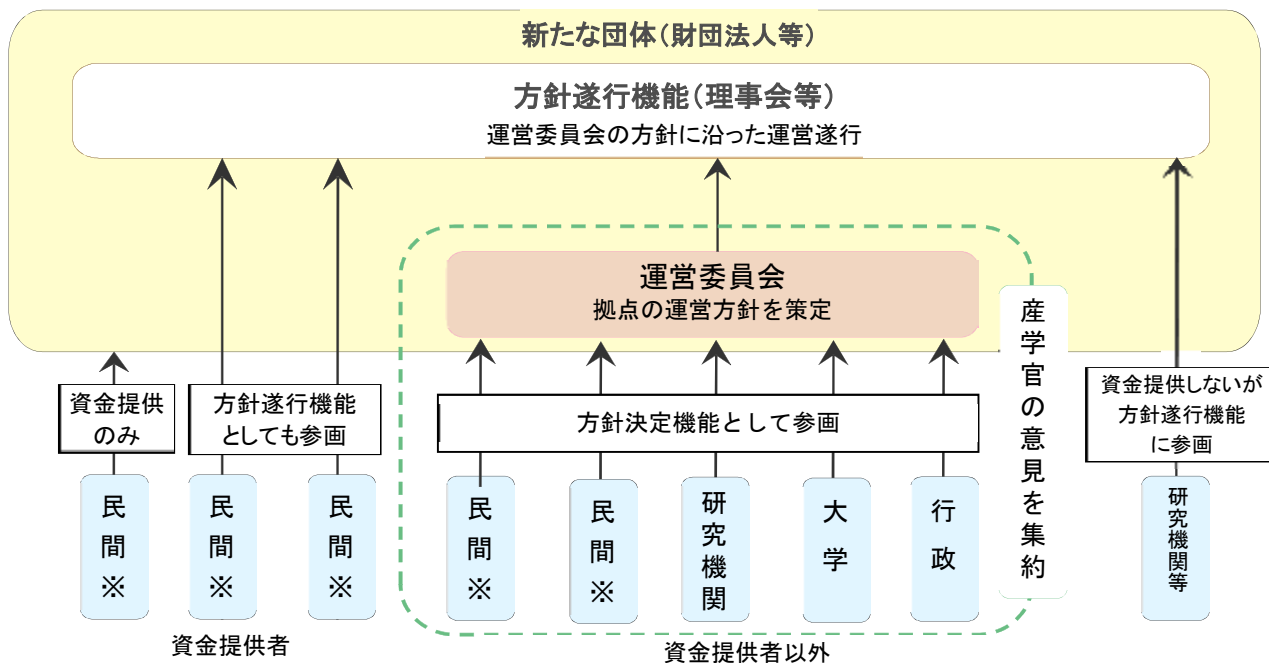 新たな団体（財団法人等）
方針遂行機能（理事会等）
運営委員会の方針に沿った運営遂行
運営委員会
拠点の運営方針を策定
産学官の意見を集約
資金提供
のみ
方針遂行機能
としても参画
方針決定機能として参画
資金提供しないが
方針遂行機能
に参画
民間※
民間※
民間※
民間※
民間※
研究機関
大学
行政
研究機関等
資金提供者
資金提供者以外